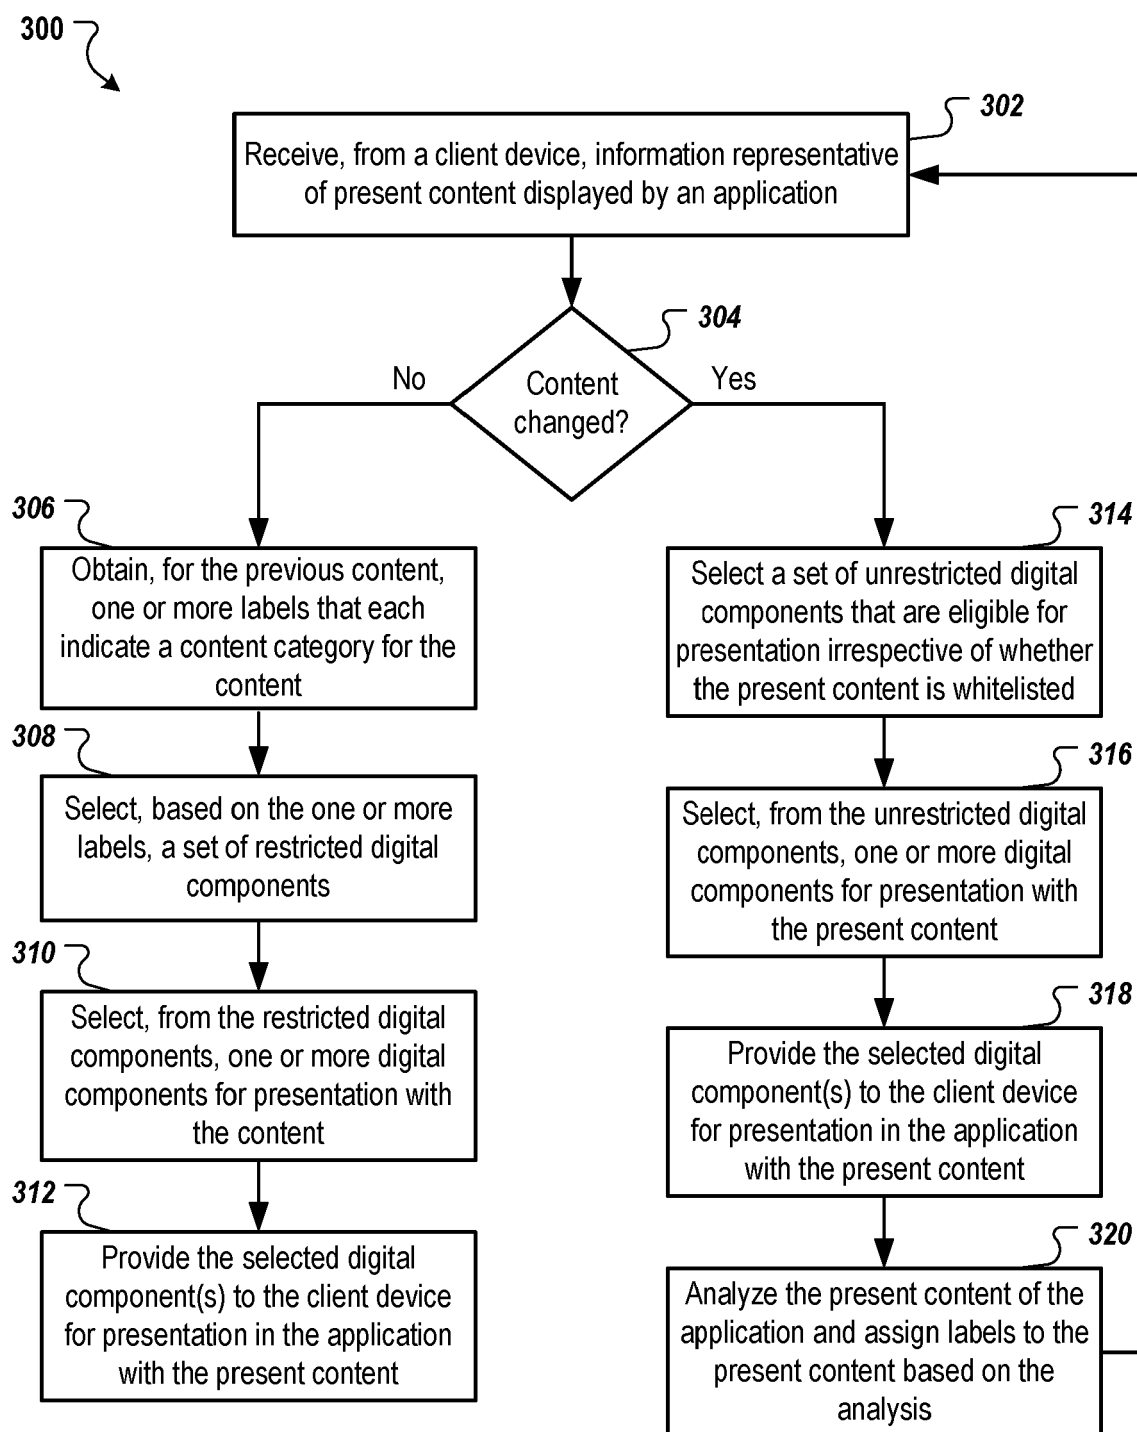 300
302
Receive, from a client device, information representative
of present content displayed by an application
304
No
Content
changed?
Yes
306
Obtain, for the previous content,
one or more labels that each
indicate a content category for the
content
308
Select, based on the one or more
labels, a set of restricted digital
components
310
Select, from the restricted digital
components, one or more digital
components for presentation with
the content
312
Provide the selected digital
component(s) to the client device
for presentation in the application
with the present content
314
Select a set of unrestricted digital
components that are eligible for
presentation irrespective of whether
the present content is whitelisted
316
Select, from the unrestricted digital
components, one or more digital
components for presentation with
the present content
318
Provide the selected digital
component(s) to the client device
for presentation in the application
with the present content
320
Analyze the present content of the
application and assign labels to the
present content based on the
analysis